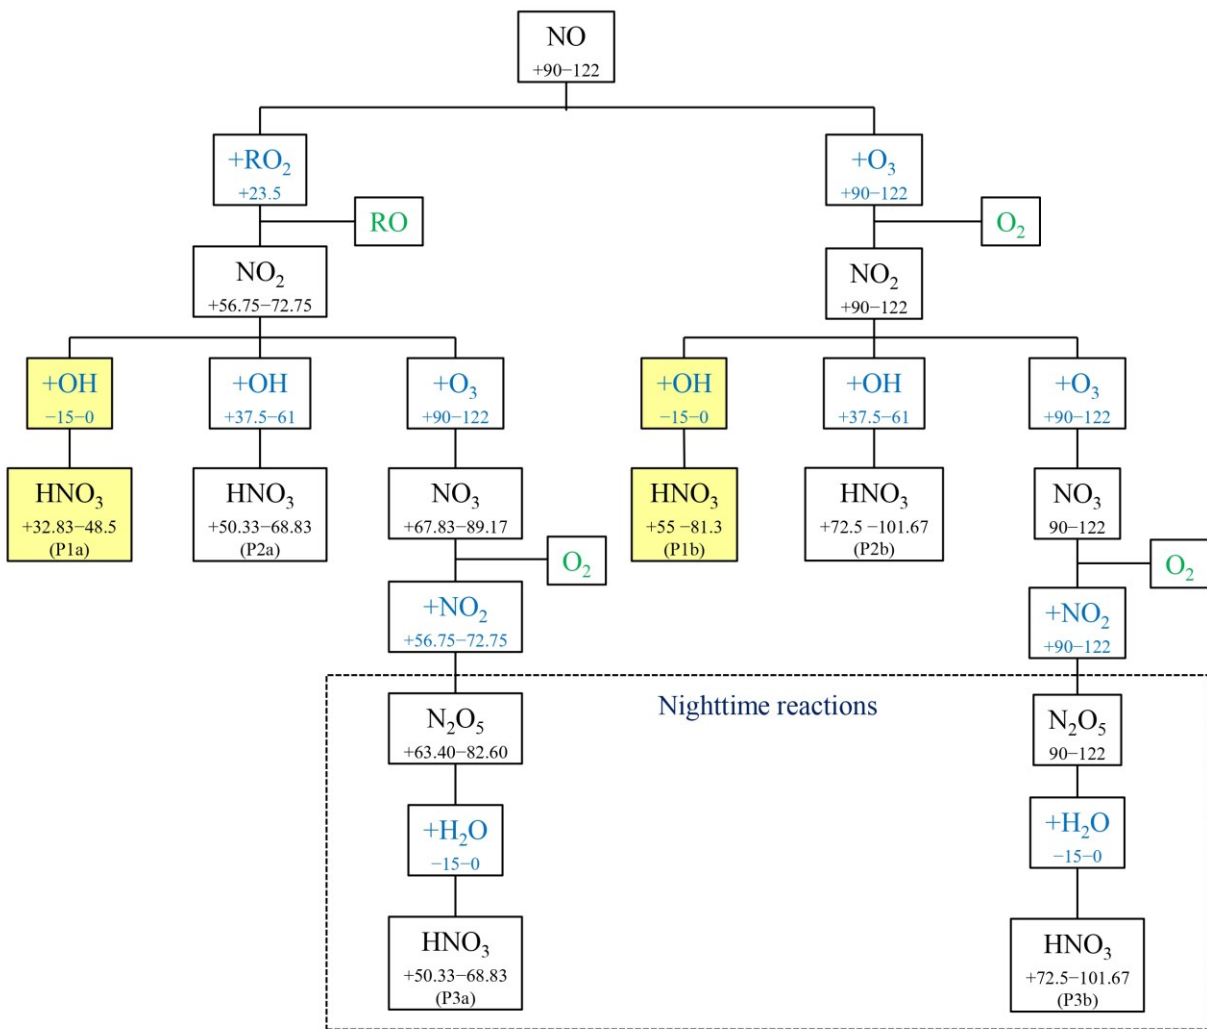 NO
+90−122
+RO₂
+23.5
+O₃
+90−122
RO
O₂
NO₂
+56.75−72.75
NO₂
+90−122
+OH
−15−0
+OH
+37.5−61
+O₃
+90−122
+OH
−15−0
+OH
+37.5−61
+O₃
+90−122
HNO₃
+32.83−48.5
(P1a)
HNO₃
+50.33−68.83
(P2a)
NO₃
+67.83−89.17
HNO₃
+55 −81.3
(P1b)
HNO₃
+72.5 −101.67
(P2b)
NO₃
90−122
O₂
O₂
+NO₂
+56.75−72.75
+NO₂
+90−122
Nighttime reactions
N₂O₅
+63.40−82.60
N₂O₅
90−122
+H₂O
−15−0
+H₂O
−15−0
HNO₃
+50.33−68.83
(P3a)
HNO₃
+72.5−101.67
(P3b)